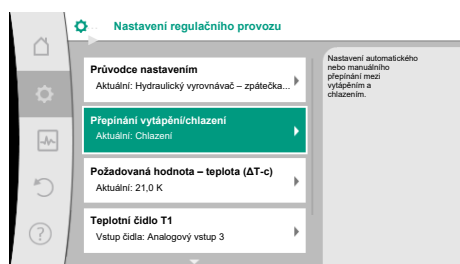 Nastavení regulačního provozu
Průvodce nastavením
Aktuální: Hydraulický vyrovnávač – zpátečka...
Přepínání vytápění/chlazení
Aktuální: Chlazení
Požadovaná hodnota – teplota (ΔT-c)
Aktuální: 21,0 K
Teplotní čidlo T1
Vstup čidla: Analogový vstup 3
Nastavení automatického
nebo manuálního
přepínání mezi
vytápěním a
chlazením.